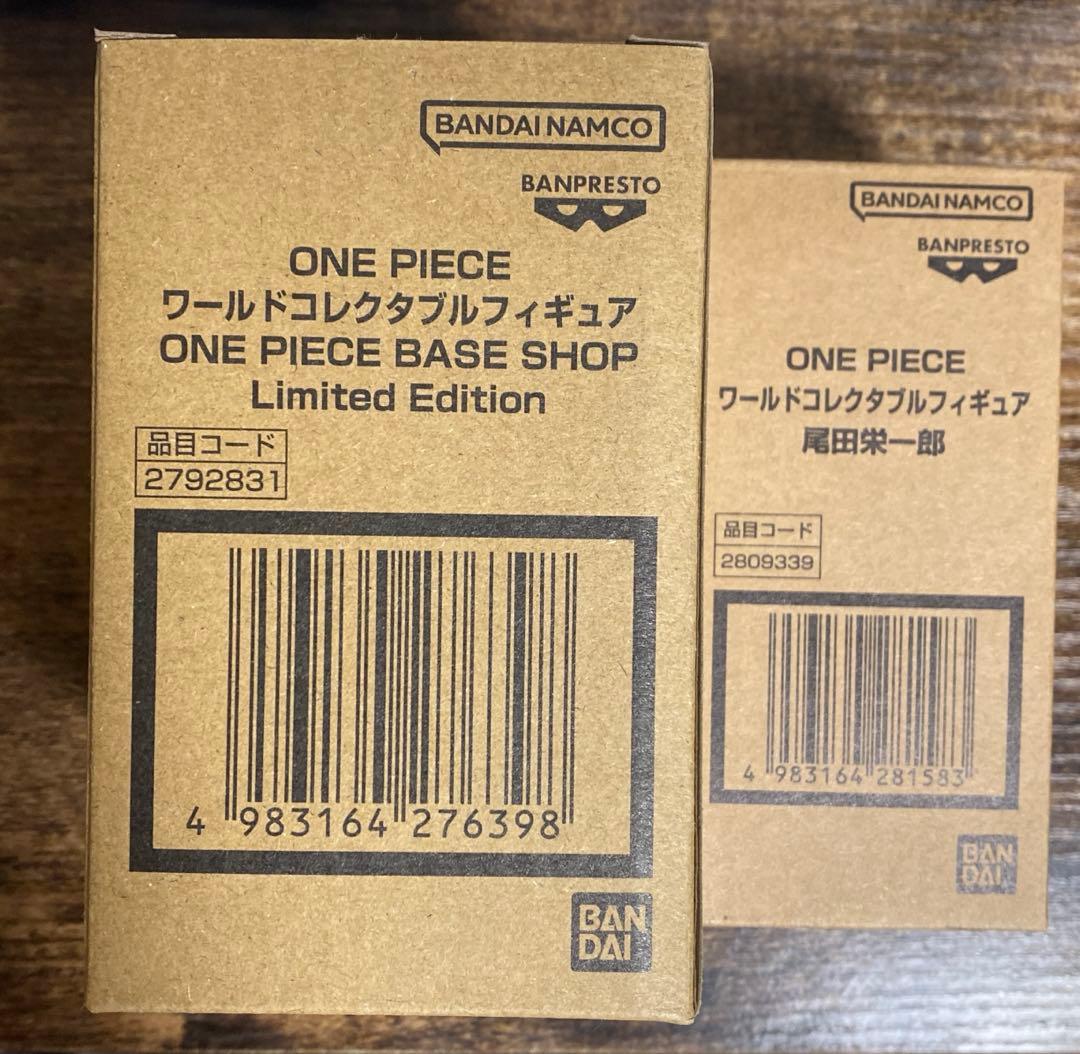 BANDAI NAMCO
BANPRESTO
ONE PIECE
ワールドコレクタブルフィギュア
ONE PIECE BASE SHOP
Limited Edition
品目コード
2792831
4 983164 276398
BAN
DAI
BANDAI NAMCO
BANPRESTO
ONE PIECE
ワールドコレクタブルフィギュア
尾田栄一郎
品目コード
2809339
4 983164 281583
BAN
DAI